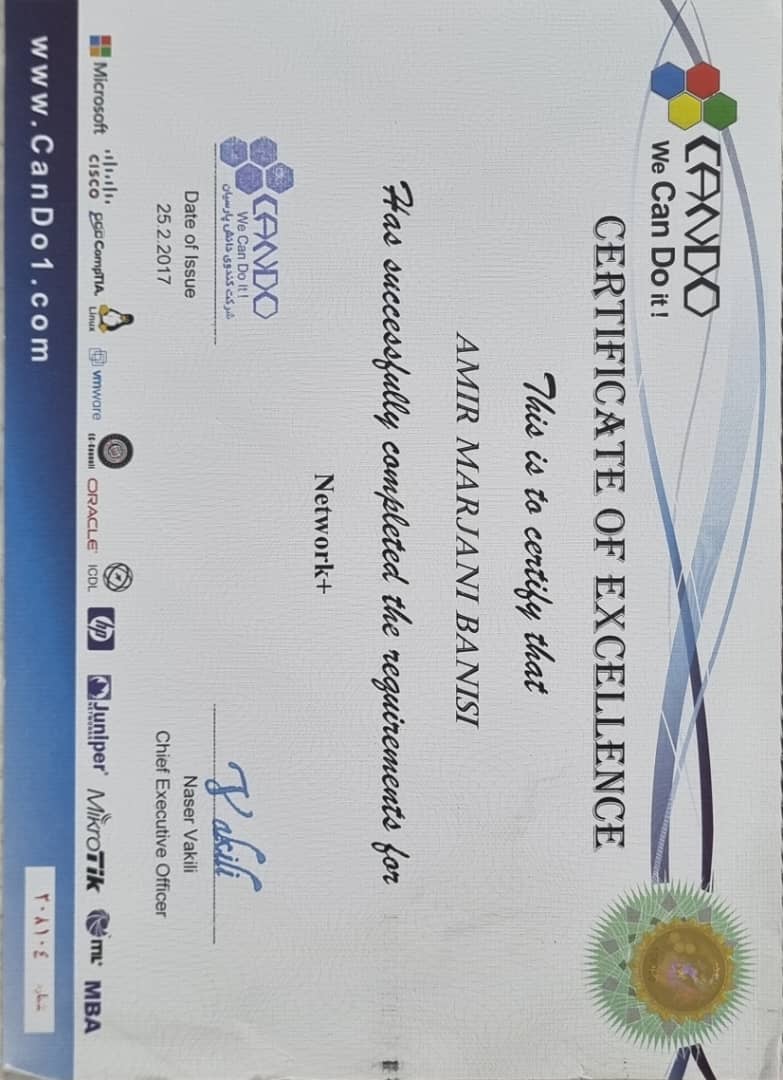 CANDO
We Can Do it !
CERTIFICATE OF EXCELLENCE
This is to certify that
AMIR MARJANI BANISI
Has successfully completed the requirements for
Network+
CANDO
We Can Do It !
شرکت کندوی دانش پارسیان
Date of Issue
25.2.2017
Vakili
Naser Vakili
Chief Executive Officer
Microsoft
CISCO
CompTIA.
Linux
vmware
EC-Council
ORACLE
ICDL
hp
Juniper
NETWORKS
MikroTik
ITIL
MBA
www.CanDo1.com
شماره ۲۰۸۱۰٤